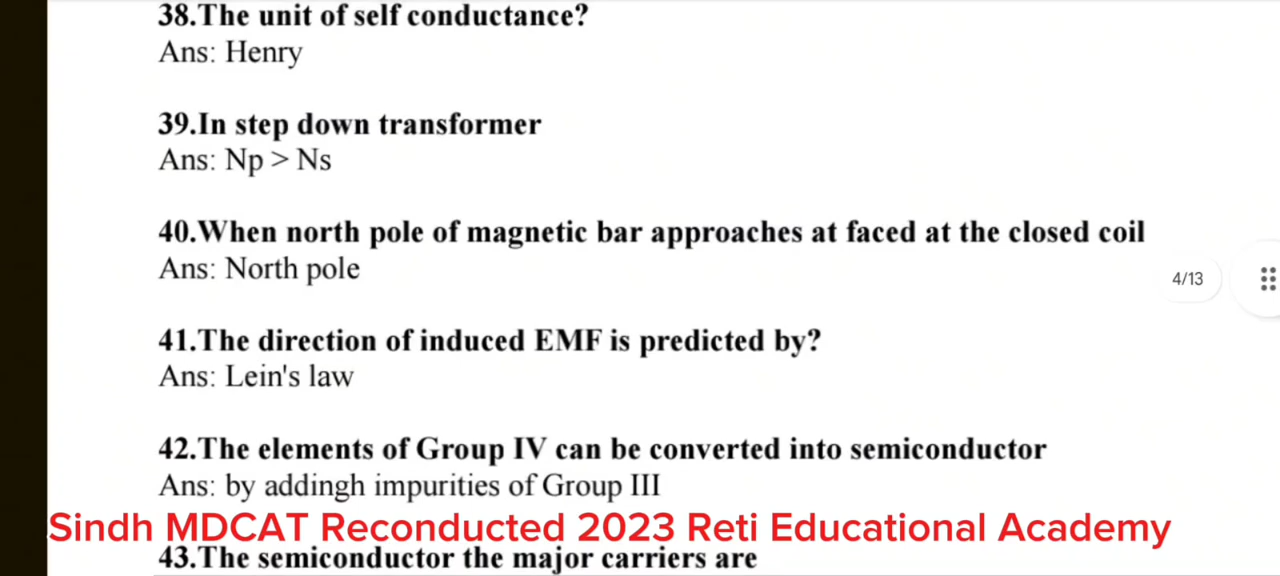 38.The unit of self conductance?
Ans: Henry
39.In step down transformer
Ans: Np > Ns
40.When north pole of magnetic bar approaches at faced at the closed coil
Ans: North pole
4/13
41.The direction of induced EMF is predicted by?
Ans: Lein's law
42.The elements of Group IV can be converted into semiconductor
Ans: by addingh impurities of Group III
Sindh MDCAT Reconducted 2023 Reti Educational Academy
43.The semiconductor the major carriers are